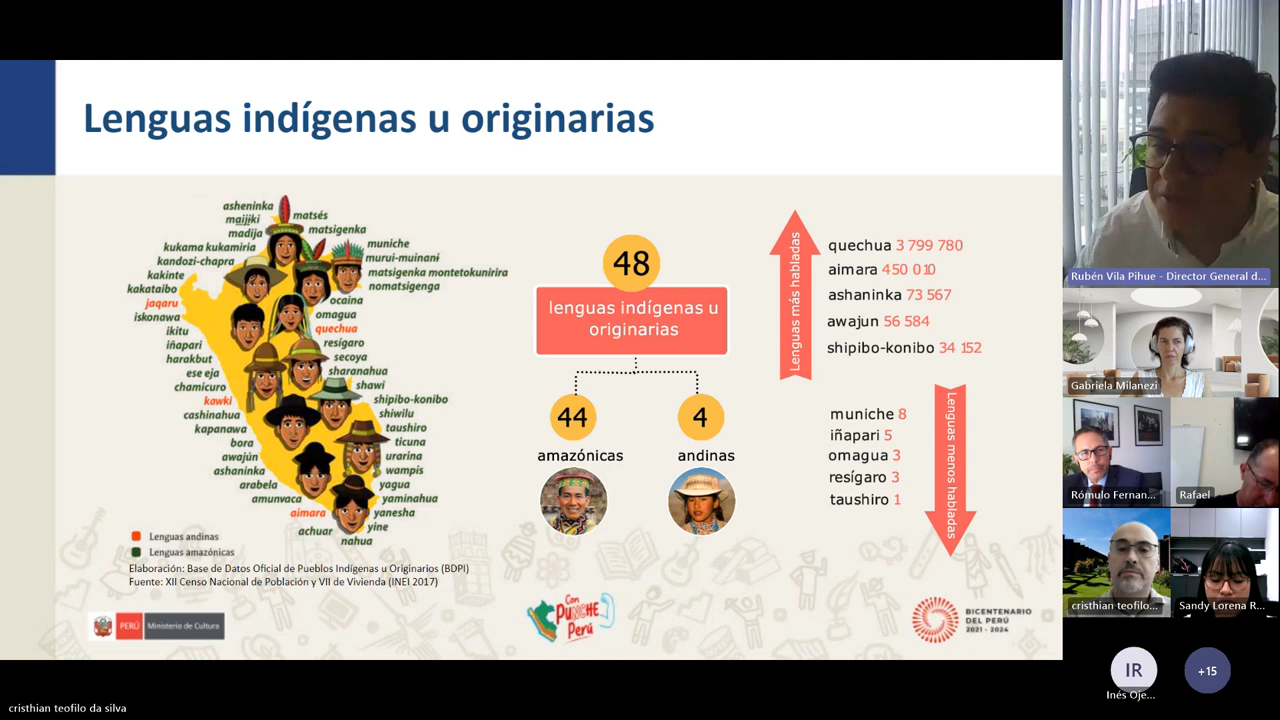 Lenguas indígenas u originarias
asheninka
maijiki
madija
kukama kukamiria
kandozi-chapra
kakinte
kakataibo
jaqaru
iskonawa
ikitu
iñapari
harakbut
ese eja
chamicuro
kawki
cashinahua
kapanawa
bora
awajún
ashaninka
arabela
amunvaca
aimara
achuar
nahua
matsés
matsigenka
muniche
murui-muinani
matsigenka montetokunirira
nomatsigenga
ocaina
omagua
quechua
resígaro
secoya
sharanahua
shawi
shipibo-konibo
shiwilu
taushiro
ticuna
urarina
wampis
yagua
yaminahua
yanesha
yine
Lenguas andinas
Lenguas amazónicas
Elaboración: Base de Datos Oficial de Pueblos Indígenas u Originarios (BDPI)
Fuente: XII Censo Nacional de Población y VII de Vivienda (INEI 2017)
48
lenguas indígenas u
originarias
44
amazónicas
4
andinas
Lenguas más habladas
quechua 3 799 780
aimara 450 010
ashaninka 73 567
awajun 56 584
shipibo-konibo 34 152
Lenguas menos habladas
muniche 8
iñapari 5
omagua 3
resígaro 3
taushiro 1
PERÚ Ministerio de Cultura
Con
PUNCHE
Perú
BICENTENARIO
DEL PERÚ
2021 - 2024
Rubén Vila Pihue - Director General d...
Gabriela Milanezi
Rómulo Fernan...
Rafael
cristhian teofilo...
Sandy Lorena R...
IR
Inés Oje...
+15
cristhian teofilo da silva